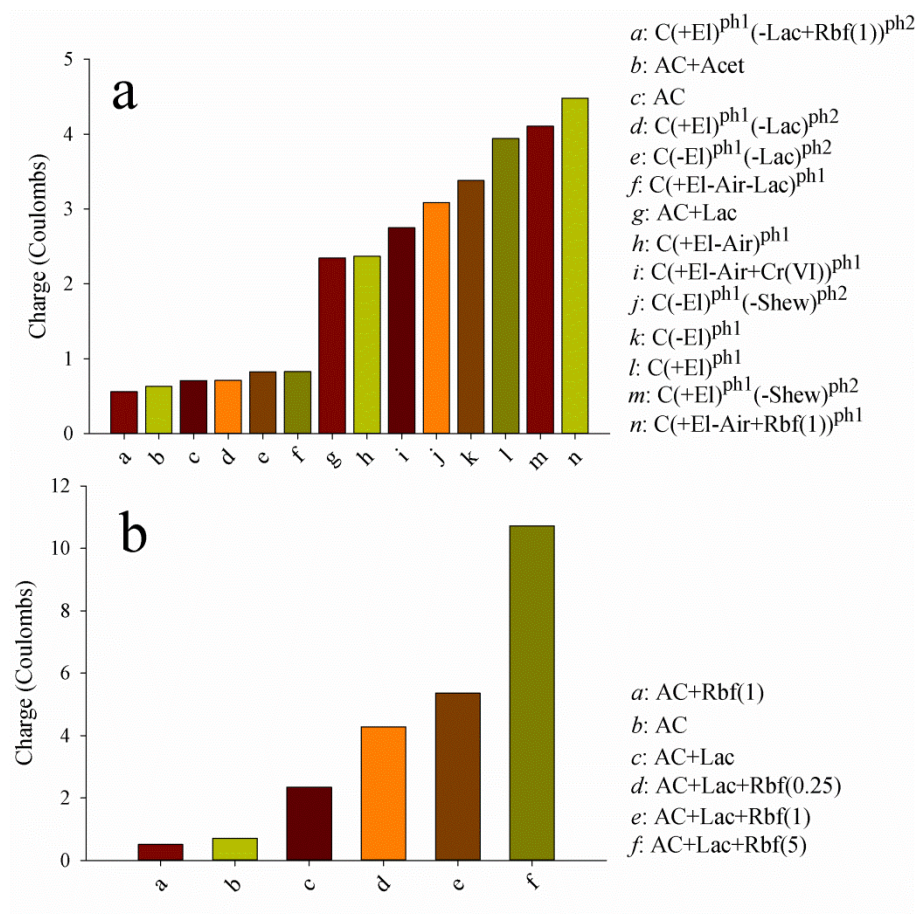 a
Charge (Coulombs)
5
4
3
2
1
0
a b c d e f g h i j k l m n
a: C(+El)ph1(-Lac+Rbf(1))ph2
b: AC+Acet
c: AC
d: C(+El)ph1(-Lac)ph2
e: C(-El)ph1(-Lac)ph2
f: C(+El-Air-Lac)ph1
g: AC+Lac
h: C(+El-Air)ph1
i: C(+El-Air+Cr(VI))ph1
j: C(-El)ph1(-Shew)ph2
k: C(-El)ph1
l: C(+El)ph1
m: C(+El)ph1(-Shew)ph2
n: C(+El-Air+Rbf(1))ph1
b
Charge (Coulombs)
12
10
8
6
4
2
0
a b c d e f
a: AC+Rbf(1)
b: AC
c: AC+Lac
d: AC+Lac+Rbf(0.25)
e: AC+Lac+Rbf(1)
f: AC+Lac+Rbf(5)